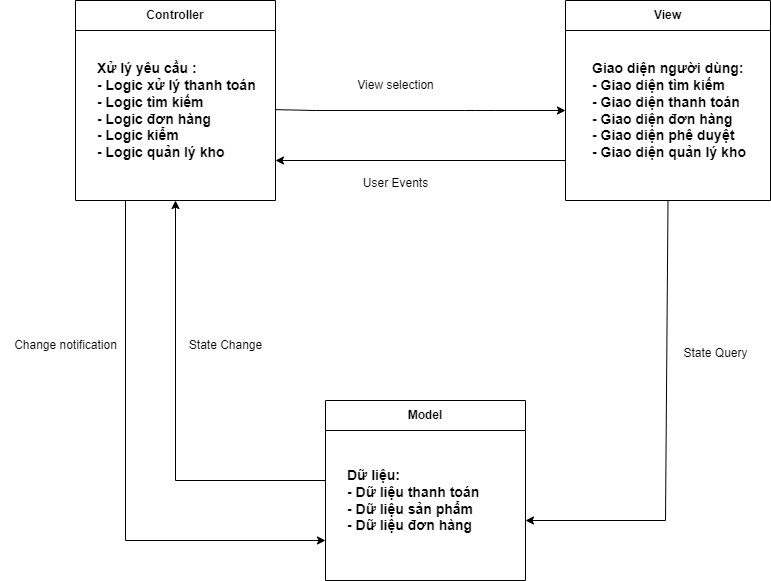 Controller
Xử lý yêu cầu :
- Logic xử lý thanh toán
- Logic tìm kiếm
- Logic đơn hàng
- Logic kiếm
- Logic quản lý kho
View selection
User Events
View
Giao diện người dùng:
- Giao diện tìm kiếm
- Giao diện thanh toán
- Giao diện đơn hàng
- Giao diện phê duyệt
- Giao diện quản lý kho
Change notification
State Change
State Query
Model
Dữ liệu:
- Dữ liệu thanh toán
- Dữ liệu sản phẩm
- Dữ liệu đơn hàng